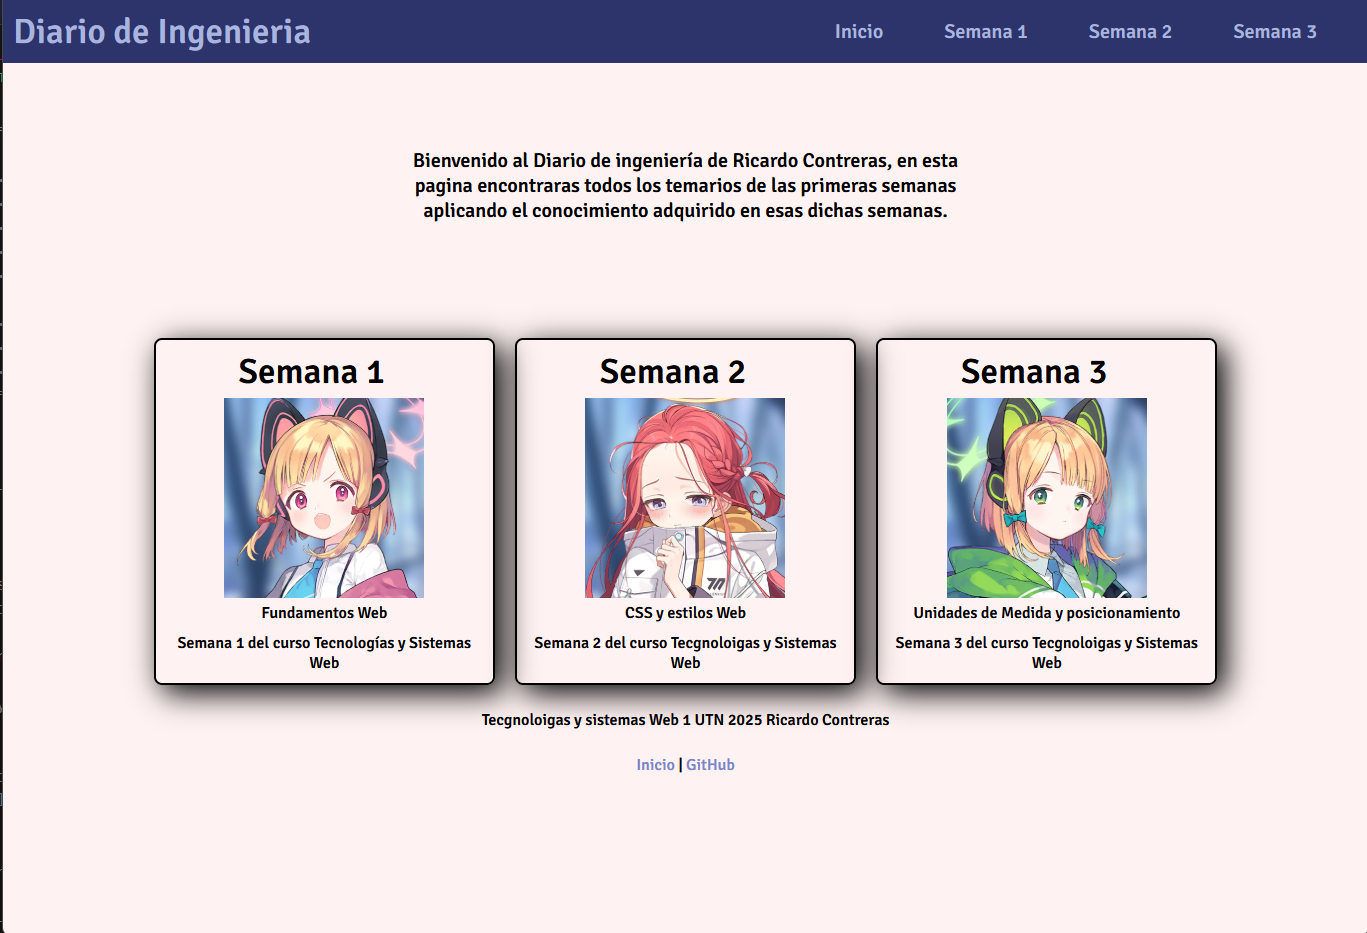 Diario de Ingenieria
Inicio Semana 1 Semana 2 Semana 3
Bienvenido al Diario de ingeniería de Ricardo Contreras, en esta
pagina encontraras todos los temarios de las primeras semanas
aplicando el conocimiento adquirido en esas dichas semanas.
Semana 1
Fundamentos Web
Semana 1 del curso Tecnologías y Sistemas
Web
Semana 2
CSS y estilos Web
Semana 2 del curso Tecgnoloigas y Sistemas
Web
Semana 3
Unidades de Medida y posicionamiento
Semana 3 del curso Tecgnoloigas y Sistemas
Web
Tecgnoloigas y sistemas Web 1 UTN 2025 Ricardo Contreras
Inicio | GitHub